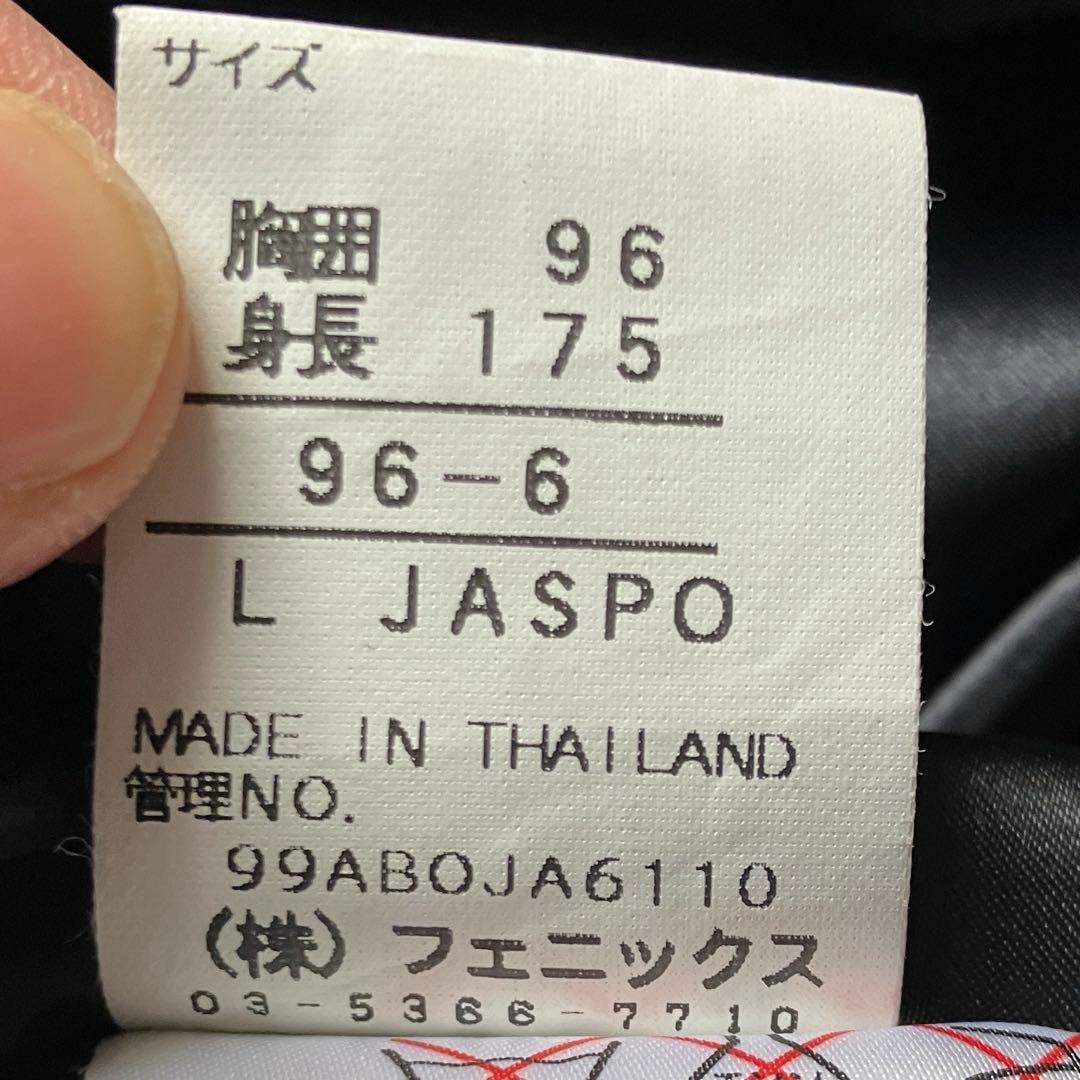 サイズ
胸囲 96
身長 175
96-6
L JASPO
MADE IN THAILAND
管理NO.
99AB0JA6110
(株)フェニックス
03-5366-7710